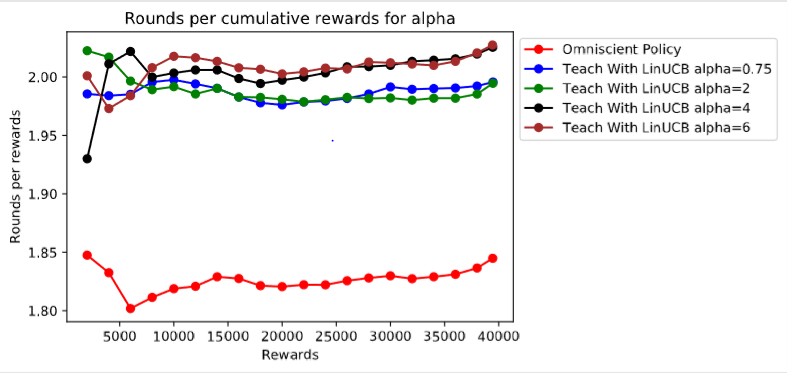 Rounds per cumulative rewards for alpha
Omniscient Policy
Teach With LinUCB alpha=0.75
Teach With LinUCB alpha=2
Teach With LinUCB alpha=4
Teach With LinUCB alpha=6
Rounds per rewards
2.00
1.95
1.90
1.85
1.80
5000 10000 15000 20000 25000 30000 35000 40000
Rewards